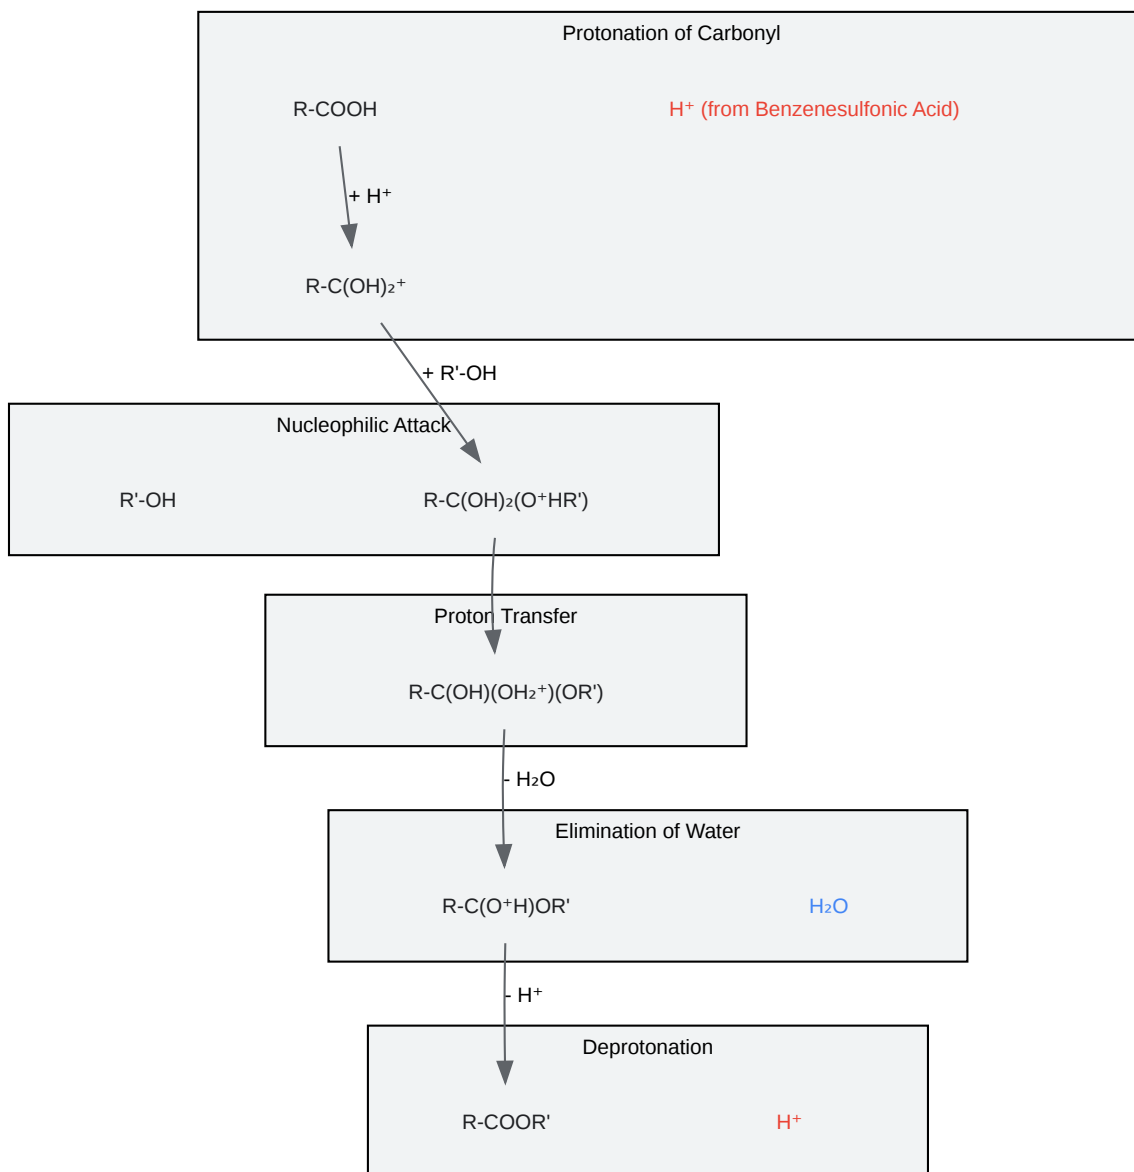 Protonation of Carbonyl
R-COOH
H⁺ (from Benzenesulfonic Acid)
+ H⁺
R-C(OH)₂⁺
+ R'-OH
Nucleophilic Attack
R'-OH
R-C(OH)₂(O⁺HR')
Proton Transfer
R-C(OH)(OH₂⁺)(OR')
- H₂O
Elimination of Water
R-C(O⁺H)OR'
H₂O
- H⁺
Deprotonation
R-COOR'
H⁺